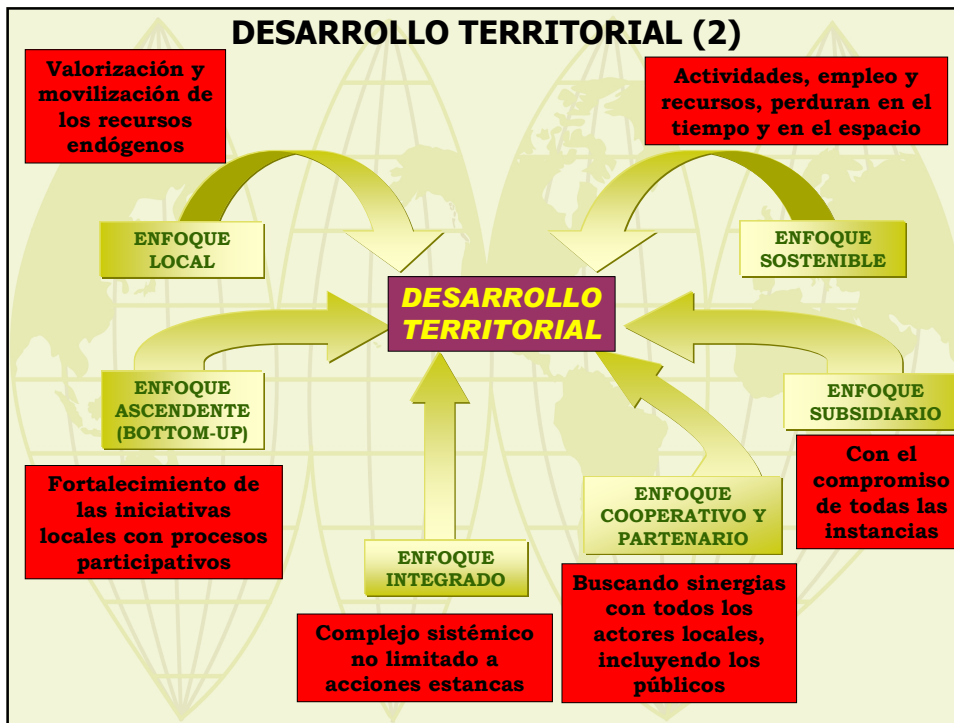 DESARROLLO TERRITORIAL (2)
Valorización y
movilización de
los recursos
endógenos
Actividades, empleo y
recursos, perduran en el
tiempo y en el espacio
ENFOQUE
LOCAL
ENFOQUE
SOSTENIBLE
DESARROLLO
TERRITORIAL
ENFOQUE
ASCENDENTE
(BOTTOM-UP)
ENFOQUE
SUBSIDIARIO
Fortalecimiento de
las iniciativas
locales con procesos
participativos
Con el
compromiso
de todas las
instancias
ENFOQUE
INTEGRADO
ENFOQUE
COOPERATIVO Y
PARTENARIO
Complejo sistémico
no limitado a
acciones estancas
Buscando sinergias
con todos los
actores locales,
incluyendo los
públicos